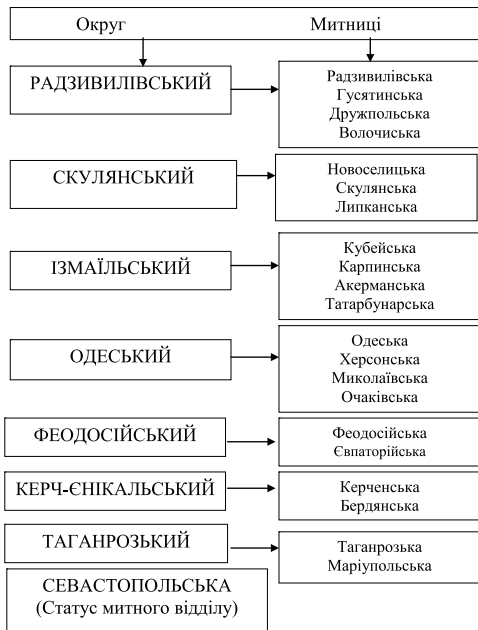 Округ Митниці
РАДЗИВИЛІВСЬКИЙ
Радзивилівська
Гусятинська
Дружпольська
Волочиська
СКУЛЯНСЬКИЙ
Новоселицька
Скулянська
Липканська
ІЗМАЇЛЬСЬКИЙ
Кубейська
Карпинська
Акерманська
Татарбунарська
ОДЕСЬКИЙ
Одеська
Херсонська
Миколаївська
Очаківська
ФЕОДОСІЙСЬКИЙ
Феодосійська
Євпаторійська
КЕРЧ-ЄНІКАЛЬСЬКИЙ
Керченська
Бердянська
ТАГАНРОЗЬКИЙ
Таганрозька
Маріупольська
СЕВАСТОПОЛЬСЬКА
(Статус митного відділу)